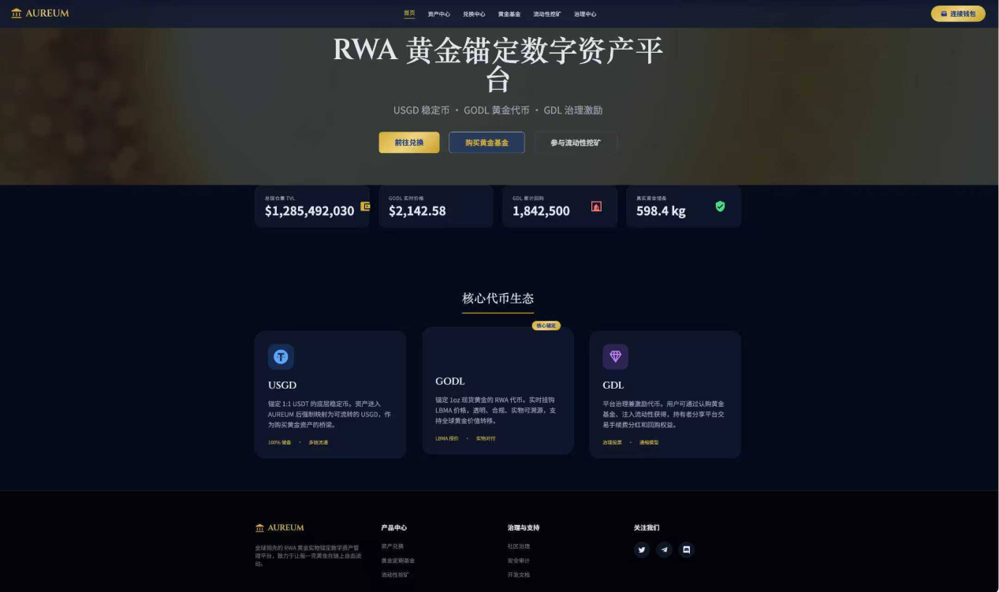 AUREUM
首页 资产中心 兑换中心 黄金基金 流动性挖矿 治理中心
连接钱包
RWA 黄金锚定数字资产平
台
USGD 稳定币 • GODL 黄金代币 • GDL 治理激励
前往兑换 购买黄金基金 参与流动性挖矿
总锁仓量 TVL
$1,285,492,030
GODL 实时价格
$2,142.58
GDL 累计回购
1,842,500
真实黄金储备
598.4 kg
核心代币生态
USGD
锚定 1:1 USDT 的底层稳定币。资产进入
AUREUM 后强制映射为可流转的 USGD，作
为购买黄金资产的桥梁。
100% 储备 • 多链流通
核心锚定
GODL
锚定 1oz 现货黄金的 RWA 代币。实时挂钩
LBMA 价格，透明、合规、实物可溯源，支
持全球黄金价值转移。
LBMA 报价 • 实物对付
GDL
平台治理兼激励代币。用户可通过认购黄金
基金、注入流动性获得，持有者分享平台交
易手续费分红和回购权益。
治理投票 • 通缩模型
AUREUM
全球领先的 RWA 黄金实物锚定数字资产管
理平台，致力于让每一克黄金在链上自由流
动。
产品中心
资产兑换
黄金定期基金
流动性挖矿
治理与支持
社区治理
安全审计
开发文档
关注我们